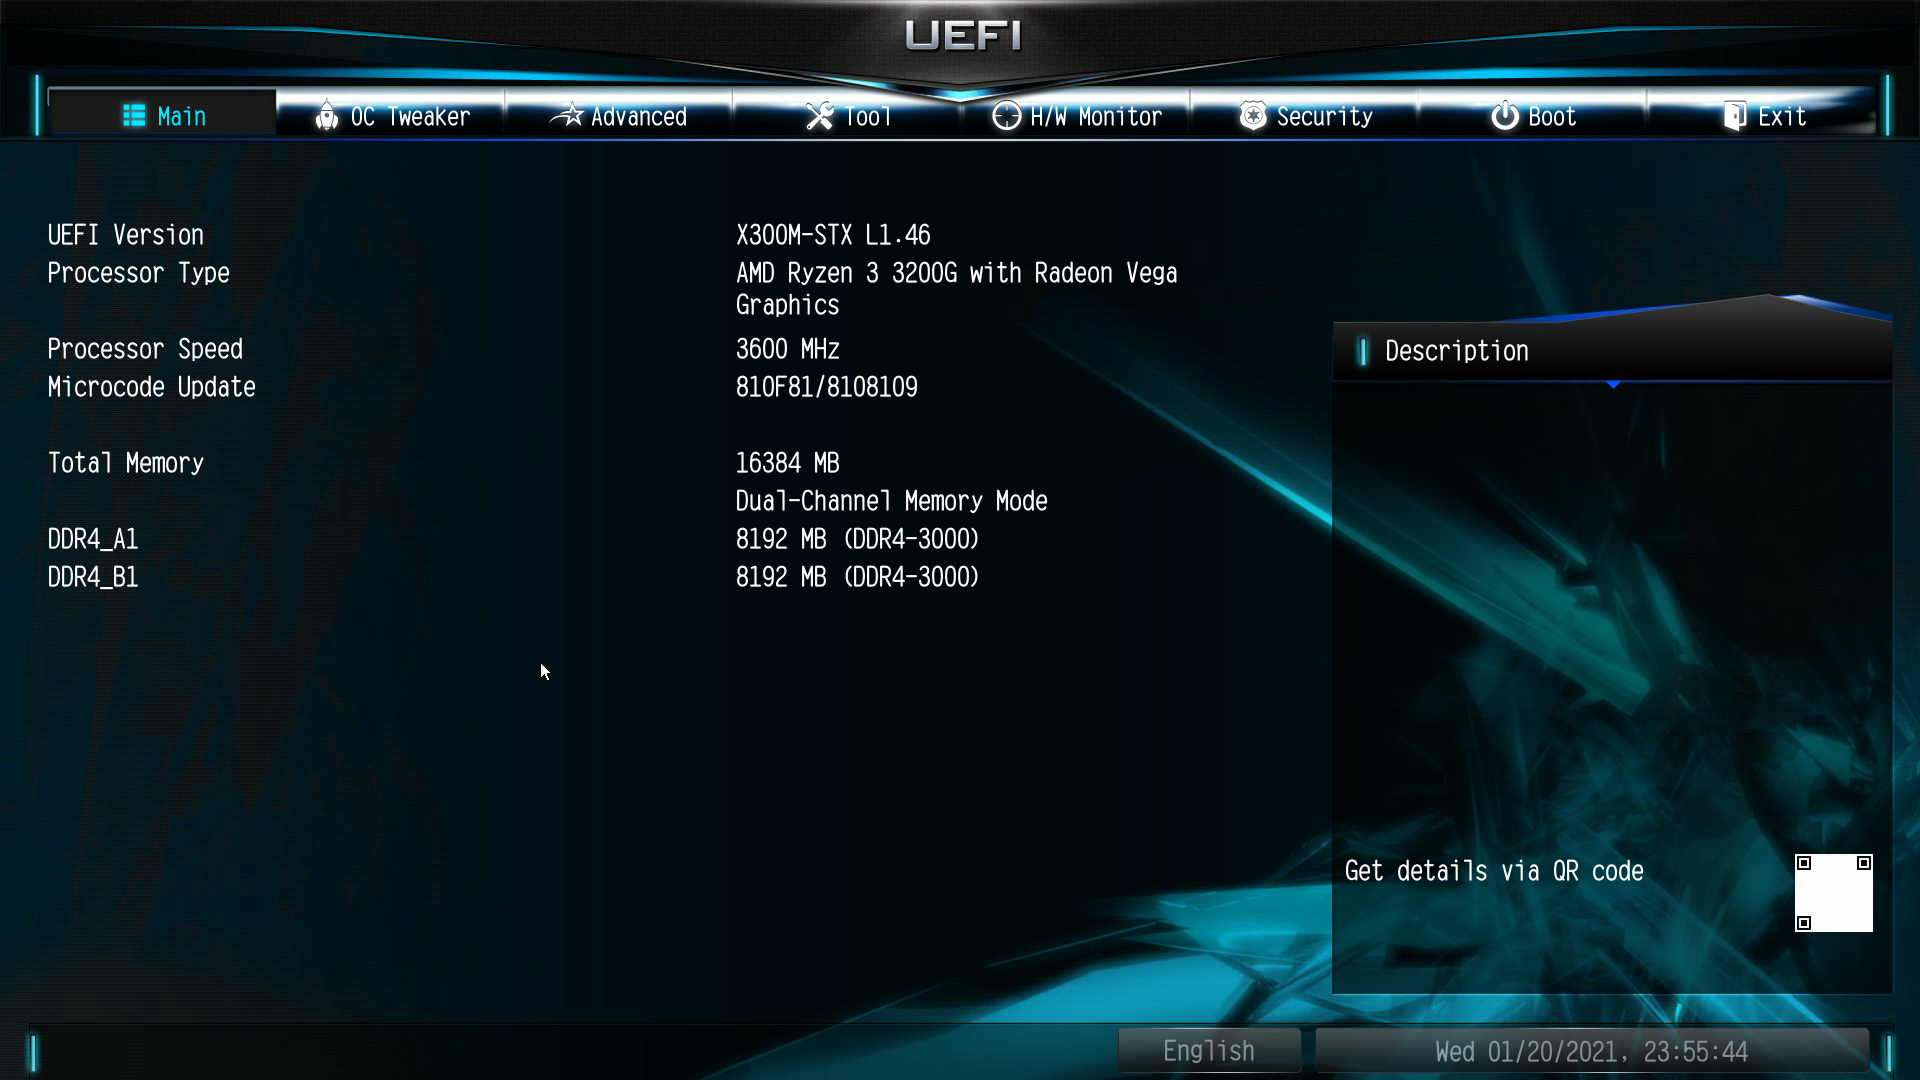 UEFI
Main OC Tweaker Advanced Tool H/W Monitor Security Boot Exit
UEFI Version X300M-STX L1.46
Processor Type AMD Ryzen 3 3200G with Radeon Vega
Graphics
Processor Speed 3600 MHz
Microcode Update 810F81/8108109
Total Memory 16384 MB
Dual-Channel Memory Mode
DDR4_A1 8192 MB (DDR4-3000)
DDR4_B1 8192 MB (DDR4-3000)
Description
Get details via QR code
English Wed 01/20/2021, 23:55:44